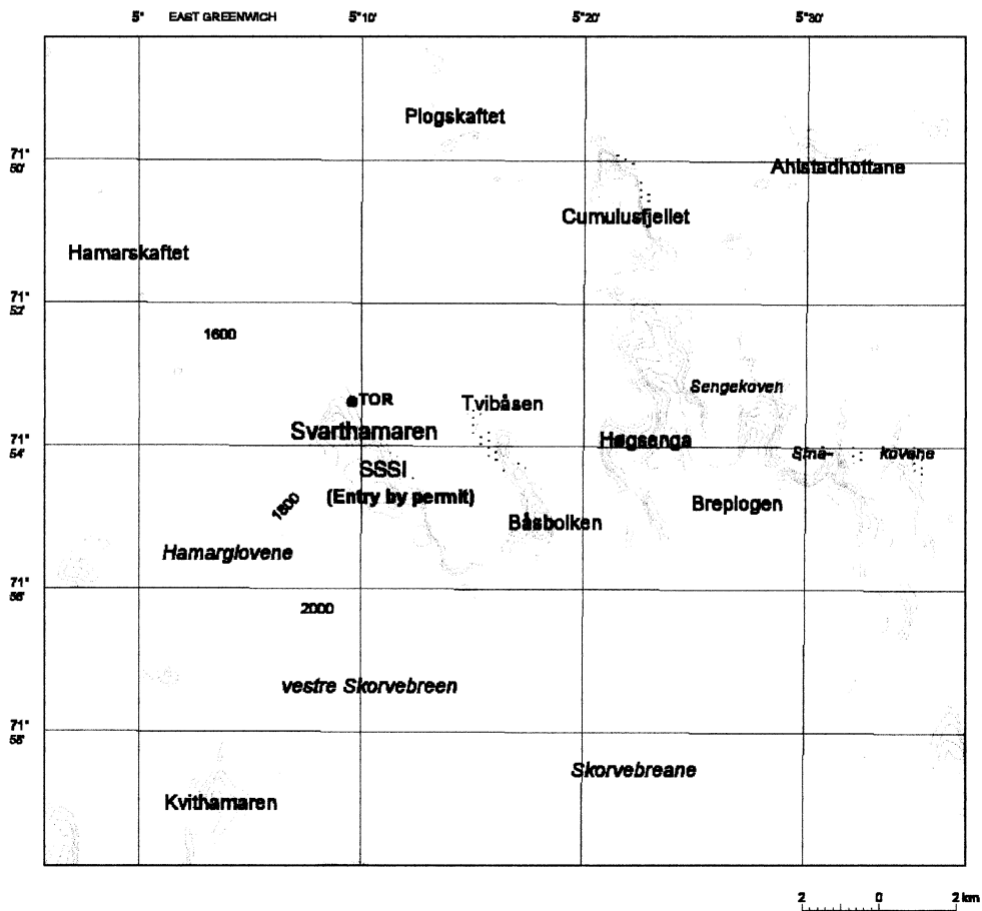 5° EAST GREENWICH 5°10' 5°20' 5°30'
Plogskaftet
71°
50'
Ahlstadhottane
Cumulusfjellet
Hamarskaftet
71°
52'
1600
Sengekoven
TOR
Tvibåsen
Svarthamaren
Høgsenga
71°
54'
Små- kovene
SSSI
(Entry by permit)
1800
Breplogen
Båsbolken
Hamarglovene
71°
56'
2000
vestre Skorvebreen
71°
58'
Skorvebreane
Kvithamaren
2 0 2 km